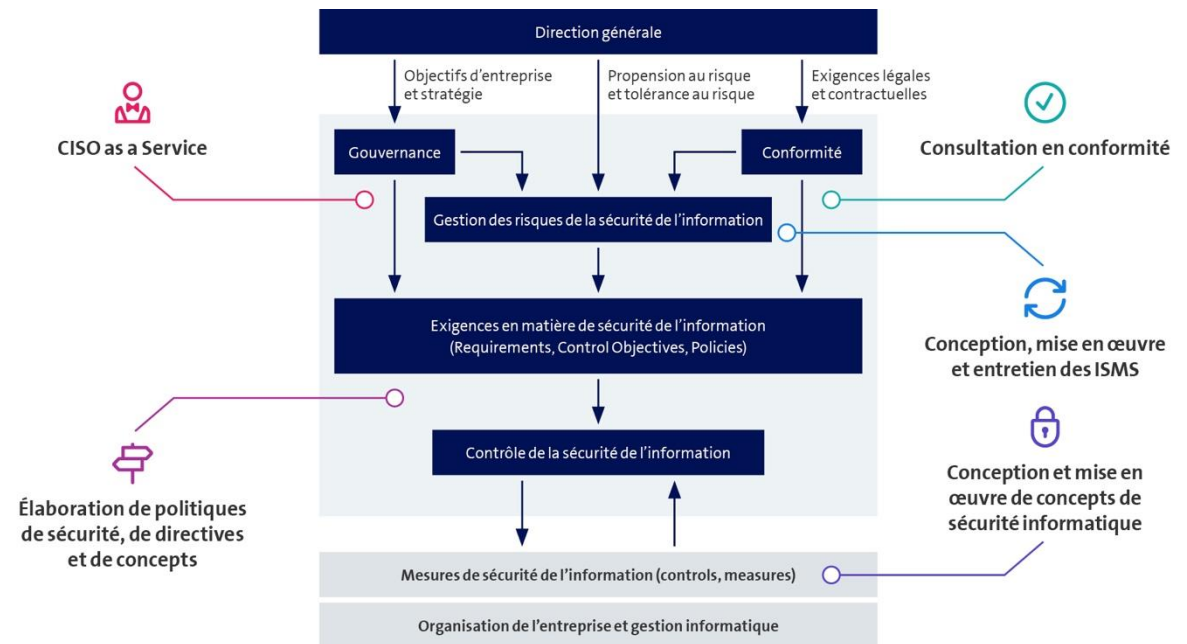 Direction générale
Objectifs d’entreprise
et stratégie
Propension au risque
et tolérance au risque
Exigences légales
et contractuelles
CISO as a Service
Gouvernance
Conformité
Consultation en conformité
Gestion des risques de la sécurité de l’information
Exigences en matière de sécurité de l’information
(Requirements, Control Objectives, Policies)
Conception, mise en œuvre
et entretien des ISMS
Contrôle de la sécurité de l’information
Élaboration de politiques
de sécurité, de directives
et de concepts
Conception et mise en
œuvre de concepts de
sécurité informatique
Mesures de sécurité de l’information (controls, measures)
Organisation de l’entreprise et gestion informatique